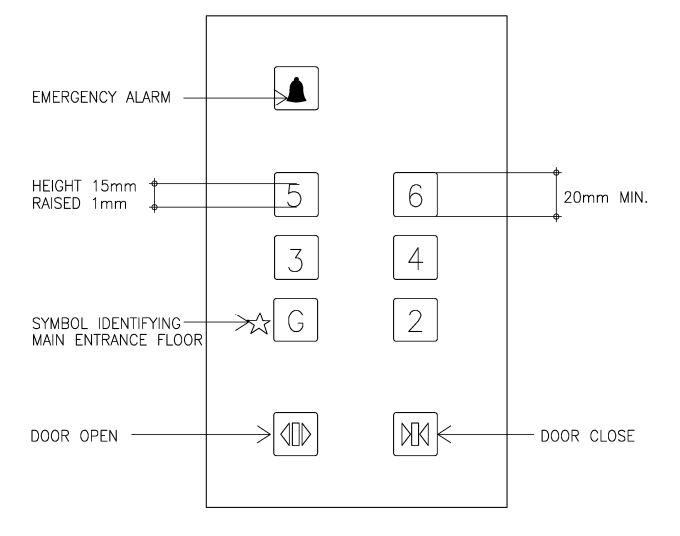 EMERGENCY ALARM
HEIGHT 15mm
RAISED 1mm
5
6
20mm MIN.
3
4
SYMBOL IDENTIFYING
MAIN ENTRANCE FLOOR
G
2
DOOR OPEN
DOOR CLOSE